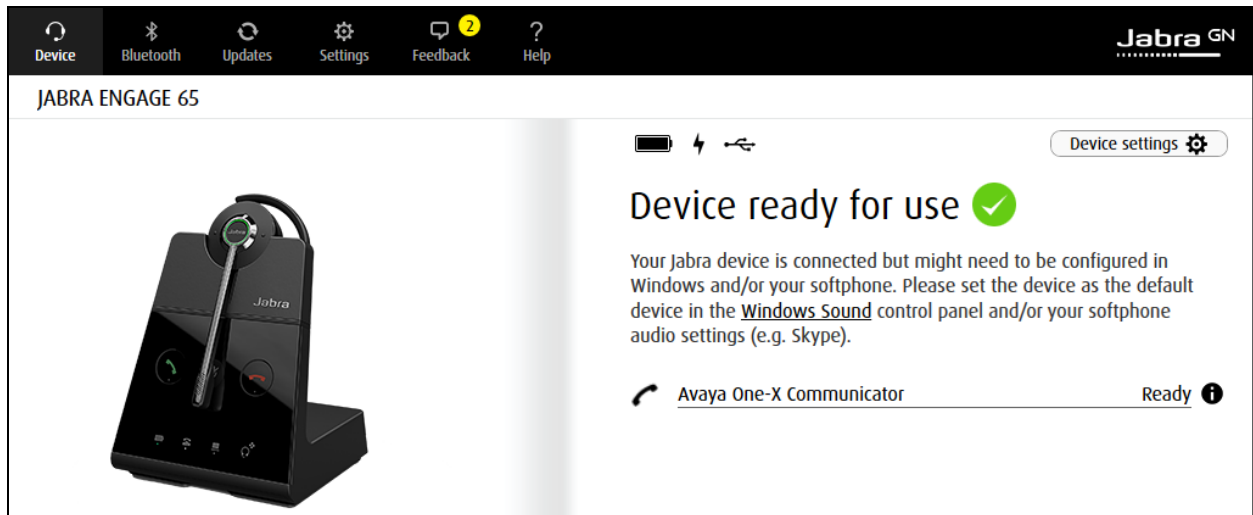 Device
Bluetooth
Updates
Settings
2
Feedback
?
Help
Jabra GN
JABRA ENGAGE 65
Device settings
Device ready for use
Your Jabra device is connected but might need to be configured in
Windows and/or your softphone. Please set the device as the default
device in the Windows Sound control panel and/or your softphone
audio settings (e.g. Skype).
Avaya One-X Communicator Ready
Jabra